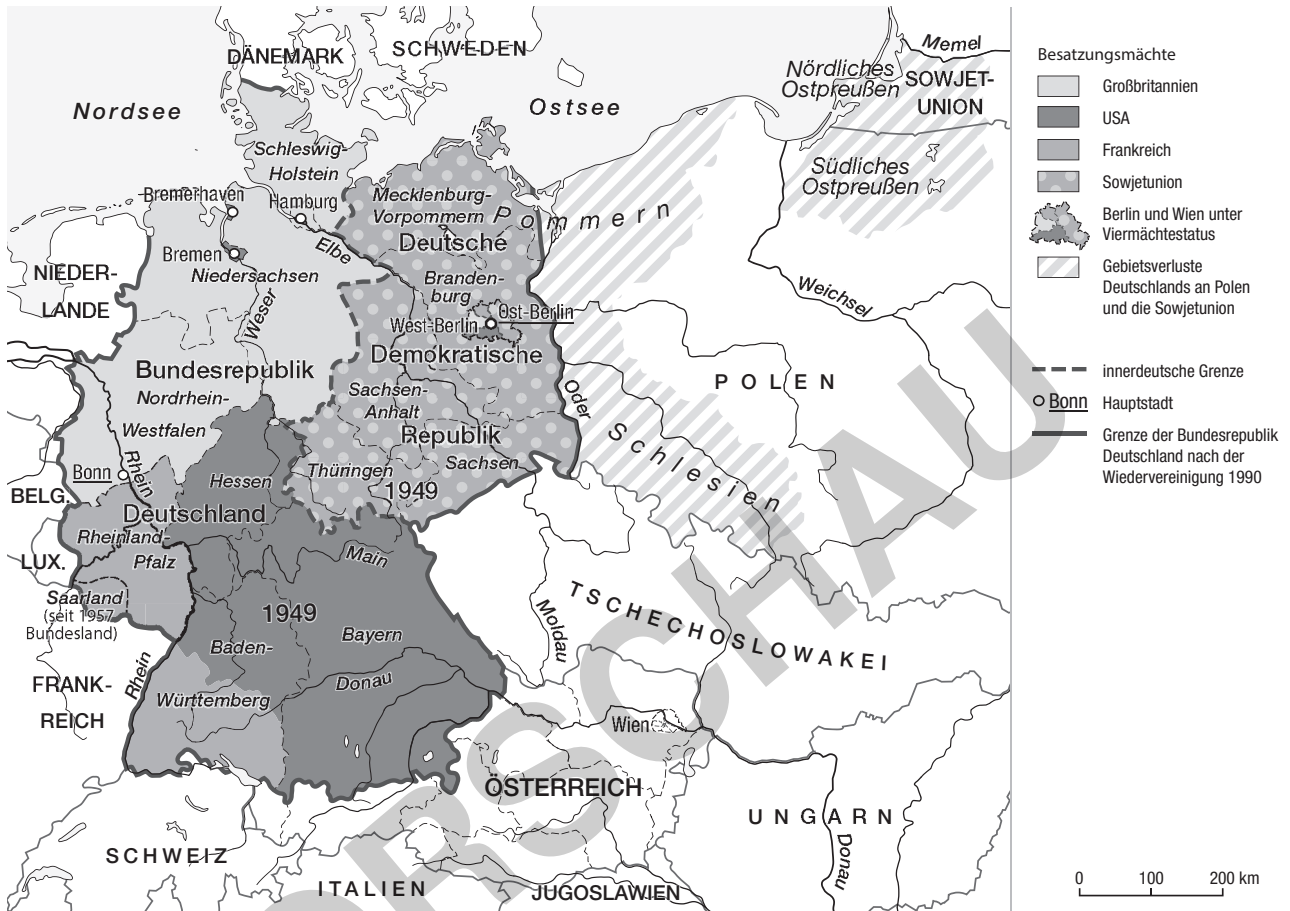 DÄNEMARK
SCHWEDEN
Nordsee
Ostsee
Memel
Nördliches
Ostpreußen
SOWJET-
UNION
Südliches
Ostpreußen
Schleswig-
Holstein
Bremerhaven
Hamburg
Mecklenburg-
Vorpommern
Pommern
Bremen
Elbe
Deutsche
NIEDER-
LANDE
Niedersachsen
Branden-
burg
Weser
Weichsel
West-Berlin
Ost-Berlin
Bundesrepublik
Demokratische
Nordrhein-
Westfalen
Sachsen-
Anhalt
Oder
POLEN
Republik
Schlesien
Bonn
Rhein
Hessen
Thüringen
Sachsen
1949
BELG.
Deutschland
Rheinland-
Pfalz
LUX.
Main
Saarland
(seit 1957
Bundesland)
1949
Moldau
TSCHECHOSLOWAKEI
Baden-
Bayern
Rhein
FRANK-
REICH
Württemberg
Donau
Wien
ÖSTERREICH
UNGARN
Donau
SCHWEIZ
ITALIEN
JUGOSLAWIEN
ORSCHAU
Besatzungsmächte
Großbritannien
USA
Frankreich
Sowjetunion
Berlin und Wien unter
Viermächtestatus
Gebietsverluste
Deutschlands an Polen
und die Sowjetunion
innerdeutsche Grenze
Bonn Hauptstadt
Grenze der Bundesrepublik
Deutschland nach der
Wiedervereinigung 1990
0 100 200 km